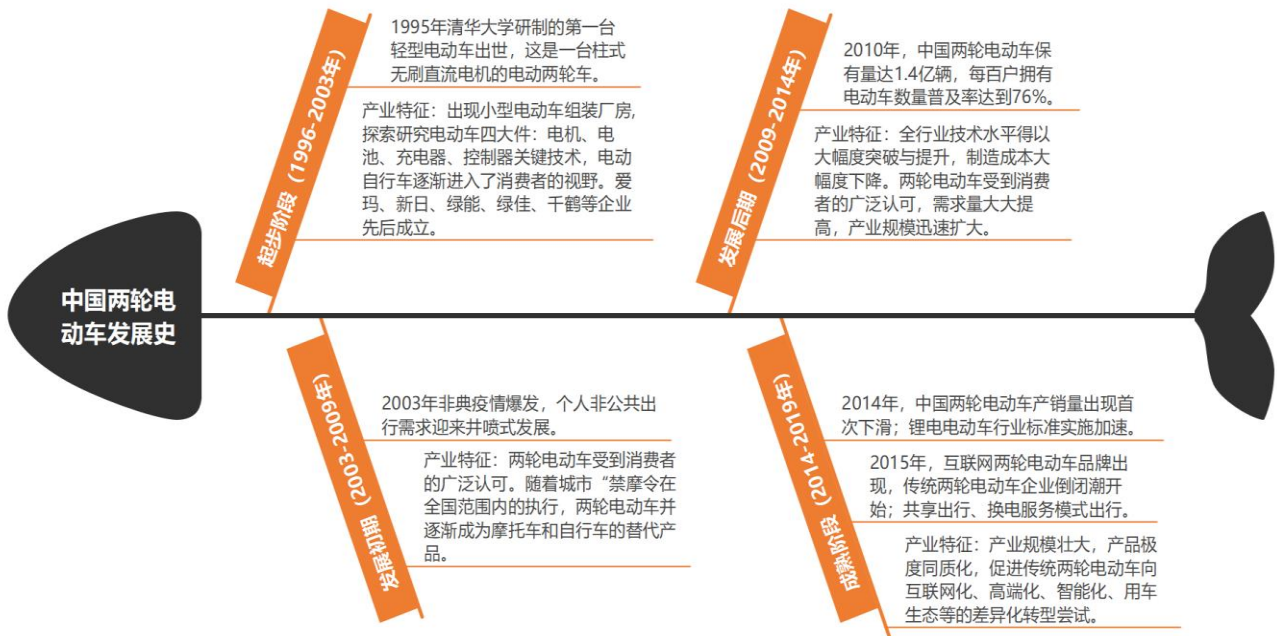 中国两轮电
动车发展史
起步阶段（1996-2003年）
1995年清华大学研制的第一台
轻型电动车出世，这是一台柱式
无刷直流电机的电动两轮车。
产业特征：出现小型电动车组装厂房,
探索研究电动车四大件：电机、电
池、充电器、控制器关键技术，电动
自行车逐渐进入了消费者的视野。爱
玛、新日、绿能、绿佳、千鹤等企业
先后成立。
发展初期（2003-2009年）
2003年非典疫情爆发，个人非公共出
行需求迎来井喷式发展。
产业特征：两轮电动车受到消费者
的广泛认可。随着城市“禁摩令在
全国范围内的执行，两轮电动车并
逐渐成为摩托车和自行车的替代产
品。
发展后期（2009-2014年）
2010年，中国两轮电动车保
有量达1.4亿辆，每百户拥有
电动车数量普及率达到76%。
产业特征：全行业技术水平得以
大幅度突破与提升，制造成本大
幅度下降。两轮电动车受到消费
者的广泛认可，需求量大大提
高，产业规模迅速扩大。
成熟阶段（2014-2019年）
2014年，中国两轮电动车产销量出现首
次下滑；锂电电动车行业标准实施加速。
2015年，互联网两轮电动车品牌出
现，传统两轮电动车企业倒闭潮开
始；共享出行、换电服务模式出行。
产业特征：产业规模壮大，产品极
度同质化，促进传统两轮电动车向
互联网化、高端化、智能化、用车
生态等的差异化转型尝试。